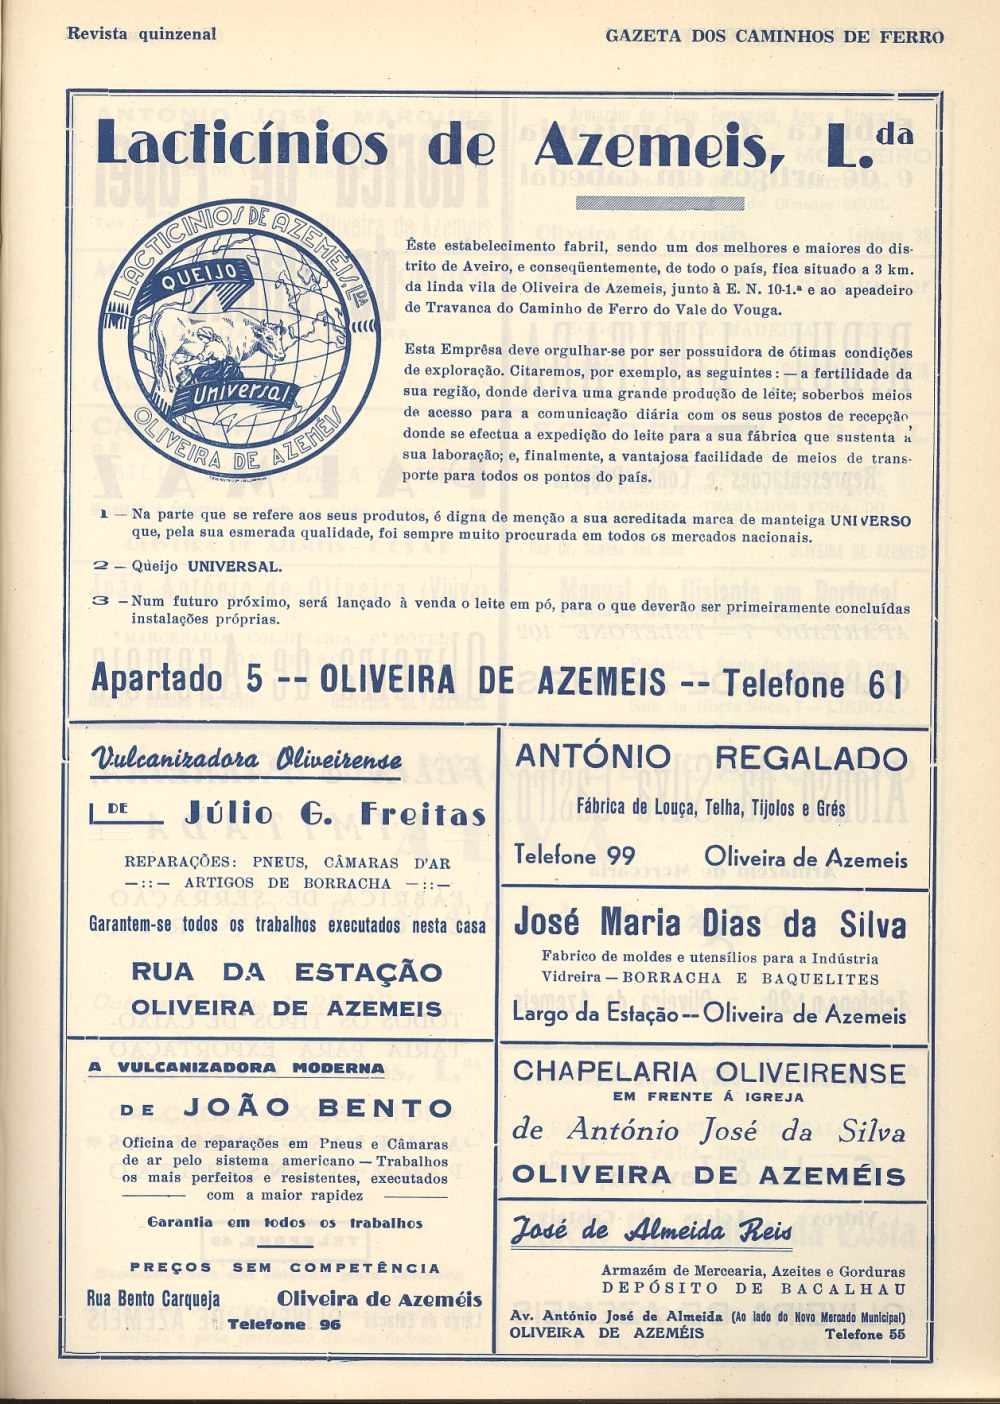 Revista quinzenal
GAZETA DOS CAMINHOS DE FERRO
Lacticínios de Azemeis, L.da
LACTICINIOS DE AZEMÉIS, LDA
QUEIJO
Universal
OLIVEIRA DE AZEMÉIS
Êste estabelecimento fabril, sendo um dos melhores e maiores do dis-
trito de Aveiro, e conseqüentemente, de todo o país, fica situado a 3 km.
da linda vila de Oliveira de Azemeis, junto à E. N. 10-1.ª e ao apeadeiro
de Travanca do Caminho de Ferro do Vale do Vouga.
Esta Emprêsa deve orgulhar-se por ser possuidora de ótimas condições
de exploração. Citaremos, por exemplo, as seguintes: — a fertilidade da
sua região, donde deriva uma grande produção de leite; soberbos meios
de acesso para a comunicação diária com os seus postos de recepção
donde se efectua a expedição do leite para a sua fábrica que sustenta a
sua laboração; e, finalmente, a vantajosa facilidade de meios de trans-
porte para todos os pontos do país.
1 — Na parte que se refere aos seus produtos, é digna de menção a sua acreditada marca de manteiga UNIVERSO
que, pela sua esmerada qualidade, foi sempre muito procurada em todos os mercados nacionais.
2 — Queijo UNIVERSAL.
3 — Num futuro próximo, será lançado à venda o leite em pó, para o que deverão ser primeiramente concluídas
instalações próprias.
Apartado 5 -- OLIVEIRA DE AZEMEIS -- Telefone 61
Vulcanizadora Oliveirense
DE Júlio G. Freitas
REPARAÇÕES: PNEUS, CÂMARAS D'AR
—::— ARTIGOS DE BORRACHA —::—
Garantem-se todos os trabalhos executados nesta casa
RUA DA ESTAÇÃO
OLIVEIRA DE AZEMEIS
A VULCANIZADORA MODERNA
DE JOÃO BENTO
Oficina de reparações em Pneus e Câmaras
de ar pelo sistema americano — Trabalhos
os mais perfeitos e resistentes, executados
com a maior rapidez
Garantia em todos os trabalhos
PREÇOS SEM COMPETÊNCIA
Rua Bento Carqueja Oliveira de Azeméis
Telefone 96
ANTÓNIO REGALADO
Fábrica de Louça, Telha, Tijolos e Grés
Telefone 99 Oliveira de Azemeis
José Maria Dias da Silva
Fabrico de moldes e utensílios para a Indústria
Vidreira — BORRACHA E BAQUELITES
Largo da Estação -- Oliveira de Azemeis
CHAPELARIA OLIVEIRENSE
EM FRENTE Á IGREJA
de António José da Silva
OLIVEIRA DE AZEMÉIS
José de Almeida Reis
Armazém de Mercearia, Azeites e Gorduras
DEPÓSITO DE BACALHAU
Av. António José de Almeida (Ao lado do Novo Mercado Municipal)
OLIVEIRA DE AZEMÉIS Telefone 55